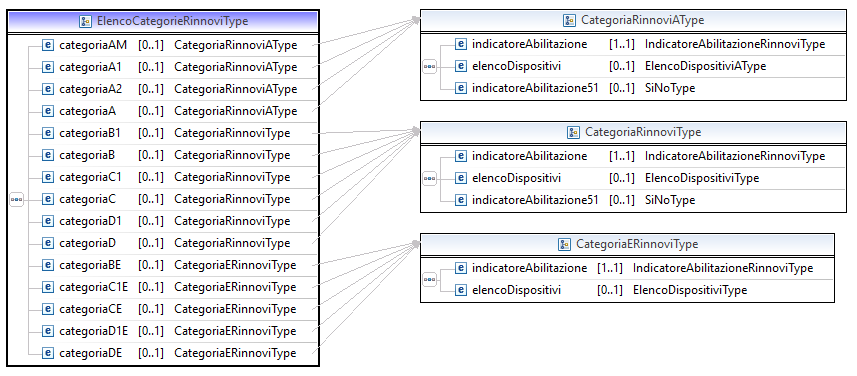 ElencoCategorieRinnoviType
categoriaAM [0..1] CategoriaRinnoviAType
categoriaA1 [0..1] CategoriaRinnoviAType
categoriaA2 [0..1] CategoriaRinnoviAType
categoriaA [0..1] CategoriaRinnoviAType
categoriaB1 [0..1] CategoriaRinnoviType
categoriaB [0..1] CategoriaRinnoviType
categoriaC1 [0..1] CategoriaRinnoviType
categoriaC [0..1] CategoriaRinnoviType
categoriaD1 [0..1] CategoriaRinnoviType
categoriaD [0..1] CategoriaRinnoviType
categoriaBE [0..1] CategoriaERinnoviType
categoriaC1E [0..1] CategoriaERinnoviType
categoriaCE [0..1] CategoriaERinnoviType
categoriaD1E [0..1] CategoriaERinnoviType
categoriaDE [0..1] CategoriaERinnoviType
CategoriaRinnoviAType
indicatoreAbilitazione [1..1] IndicatoreAbilitazioneRinnoviType
elencoDispositivi [0..1] ElencoDispositiviAType
indicatoreAbilitazione51 [0..1] SiNoType
CategoriaRinnoviType
indicatoreAbilitazione [1..1] IndicatoreAbilitazioneRinnoviType
elencoDispositivi [0..1] ElencoDispositiviType
indicatoreAbilitazione51 [0..1] SiNoType
CategoriaERinnoviType
indicatoreAbilitazione [1..1] IndicatoreAbilitazioneRinnoviType
elencoDispositivi [0..1] ElencoDispositiviType